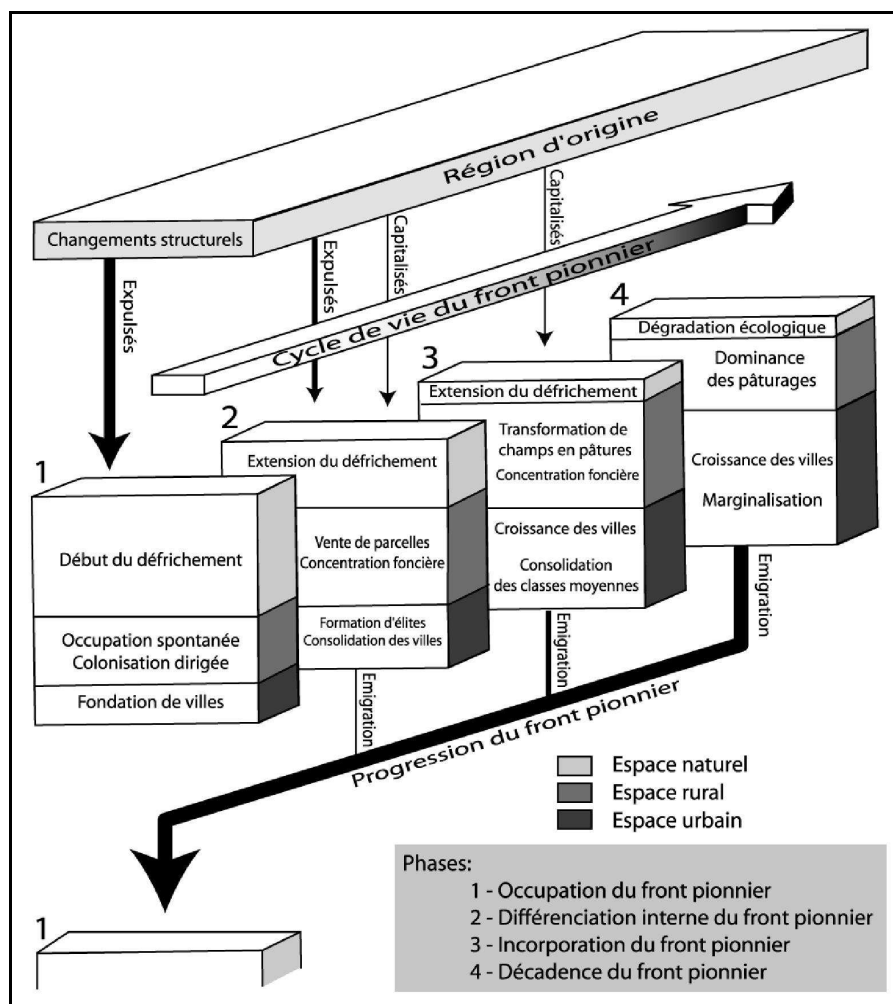 Région d'origine
Changements structurels
Expulsés
Expulsés
Capitalisés
Capitalisés
Cycle de vie du front pionnier
1
Début du défrichement
Occupation spontanée
Colonisation dirigée
Fondation de villes
2
Extension du défrichement
Vente de parcelles
Concentration foncière
Formation d'élites
Consolidation des villes
3
Extension du défrichement
Transformation de
champs en pâtures
Concentration foncière
Croissance des villes
Consolidation
des classes moyennes
4
Dégradation écologique
Dominance
des pâturages
Croissance des villes
Marginalisation
Emigration
Emigration
Emigration
Progression du front pionnier
1
Espace naturel
Espace rural
Espace urbain
Phases:
1 - Occupation du front pionnier
2 - Différenciation interne du front pionnier
3 - Incorporation du front pionnier
4 - Décadence du front pionnier